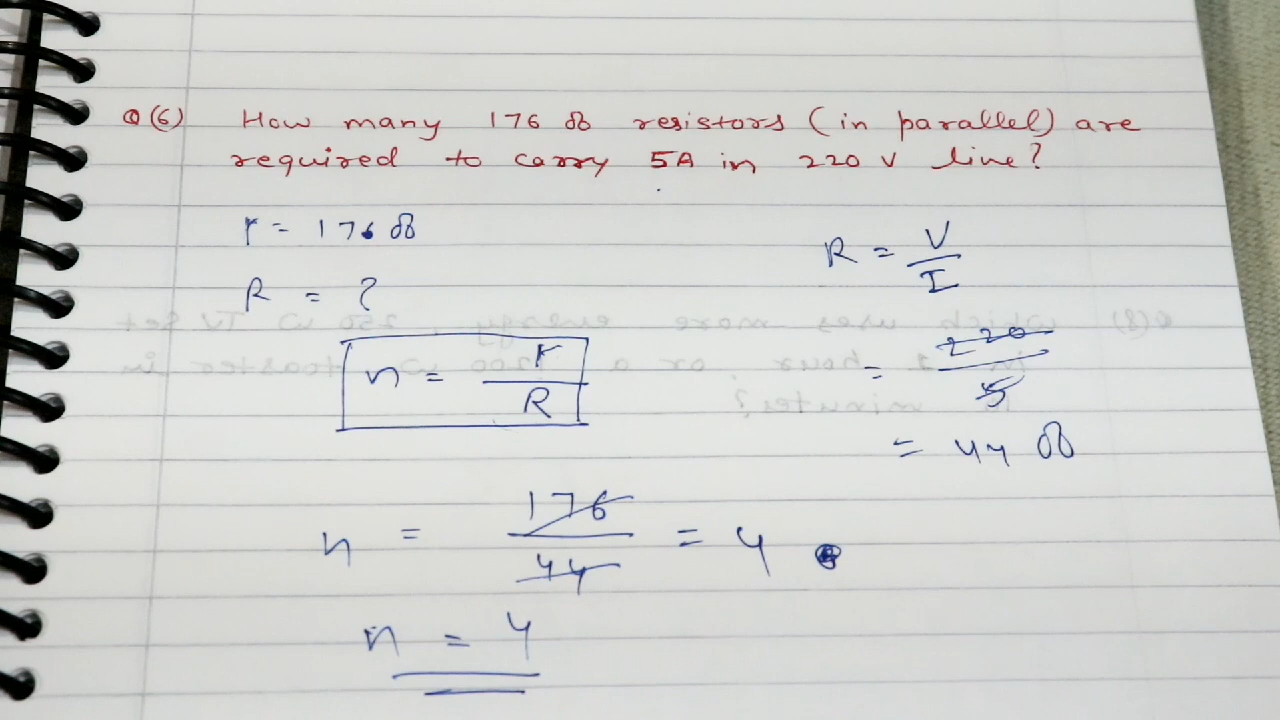 Q(6) How many 176 Ω resistors (in parallel) are
required to carry 5A in 220 V line?
r = 176 Ω
R = ?
n = r/R
R = V/I
= 220/5
= 44 Ω
n = 176/44 = 4
n = 4